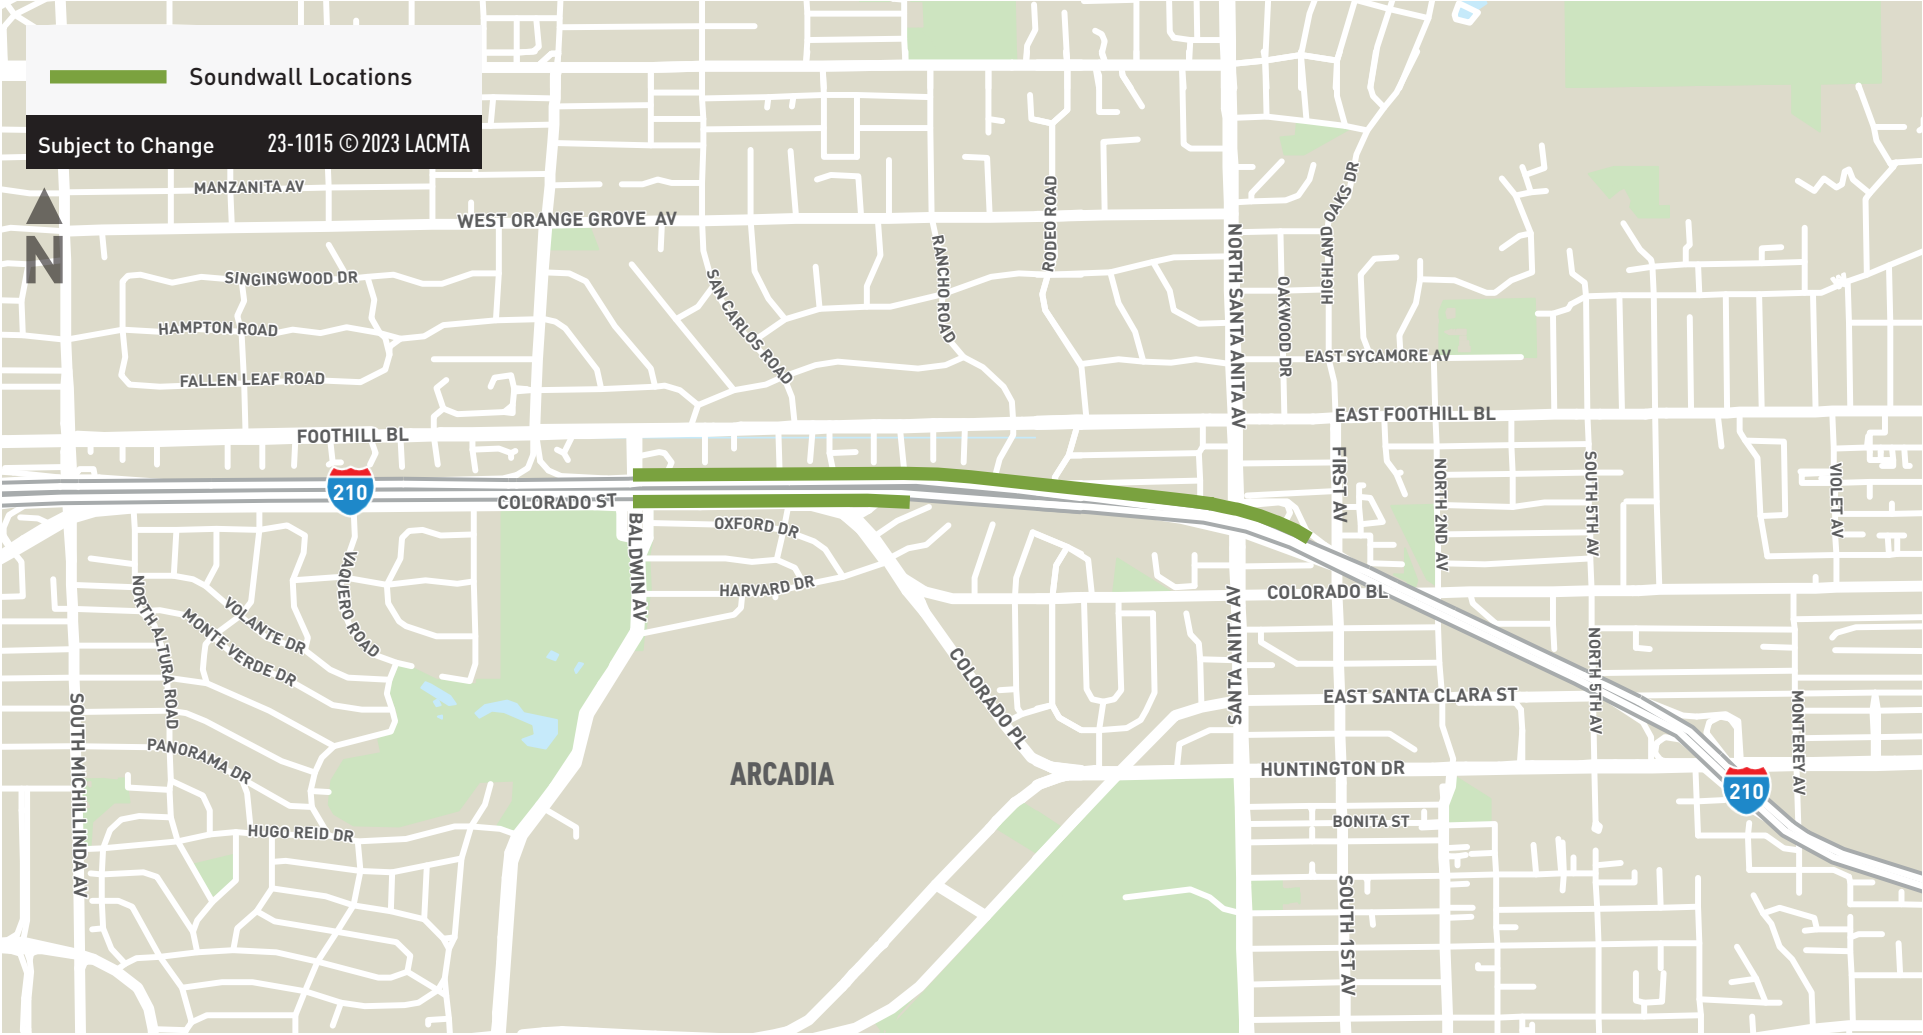 Soundwall Locations
Subject to Change 23-1015 © 2023 LACMTA
N
MANZANITA AV
WEST ORANGE GROVE AV
SINGINGWOOD DR
HAMPTON ROAD
FALLEN LEAF ROAD
SAN CARLOS ROAD
RANCHO ROAD
RODEO ROAD
NORTH SANTA ANITA AV
OAKWOOD DR
HIGHLAND OAKS DR
EAST SYCAMORE AV
EAST FOOTHILL BL
FOOTHILL BL
210
COLORADO ST
BALDWIN AV
OXFORD DR
HARVARD DR
FIRST AV
NORTH 2ND AV
SOUTH 5TH AV
VIOLET AV
VAQUERO ROAD
VOLANTE DR
MONTE VERDE DR
NORTH ALTURA ROAD
PANORAMA DR
SOUTH MICHILLINDA AV
HUGO REID DR
COLORADO PL
ARCADIA
COLORADO BL
SANTA ANITA AV
EAST SANTA CLARA ST
NORTH 5TH AV
MONTEREY AV
HUNTINGTON DR
210
BONITA ST
SOUTH 1ST AV